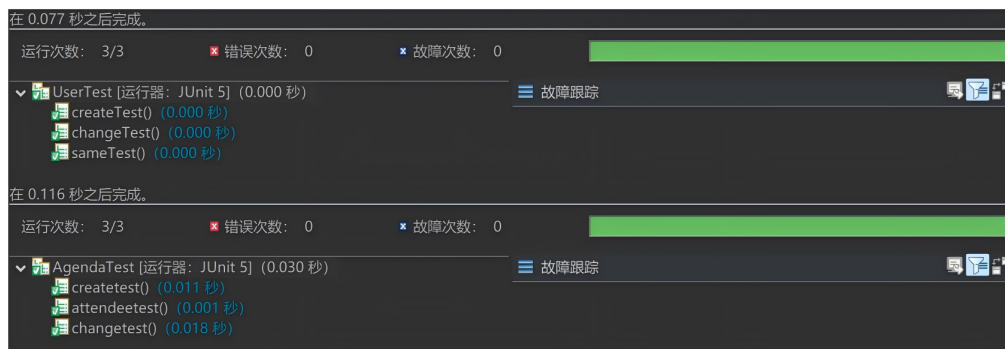 在 0.077 秒之后完成。
运行次数： 3/3 错误次数： 0 故障次数： 0
UserTest [运行器：JUnit 5] (0.000 秒)
故障跟踪
createTest() (0.000 秒)
changeTest() (0.000 秒)
sameTest() (0.000 秒)
在 0.116 秒之后完成。
运行次数： 3/3 错误次数： 0 故障次数： 0
AgendaTest [运行器：JUnit 5] (0.030 秒)
故障跟踪
createtest() (0.011 秒)
attendeetest() (0.001 秒)
changetest() (0.018 秒)